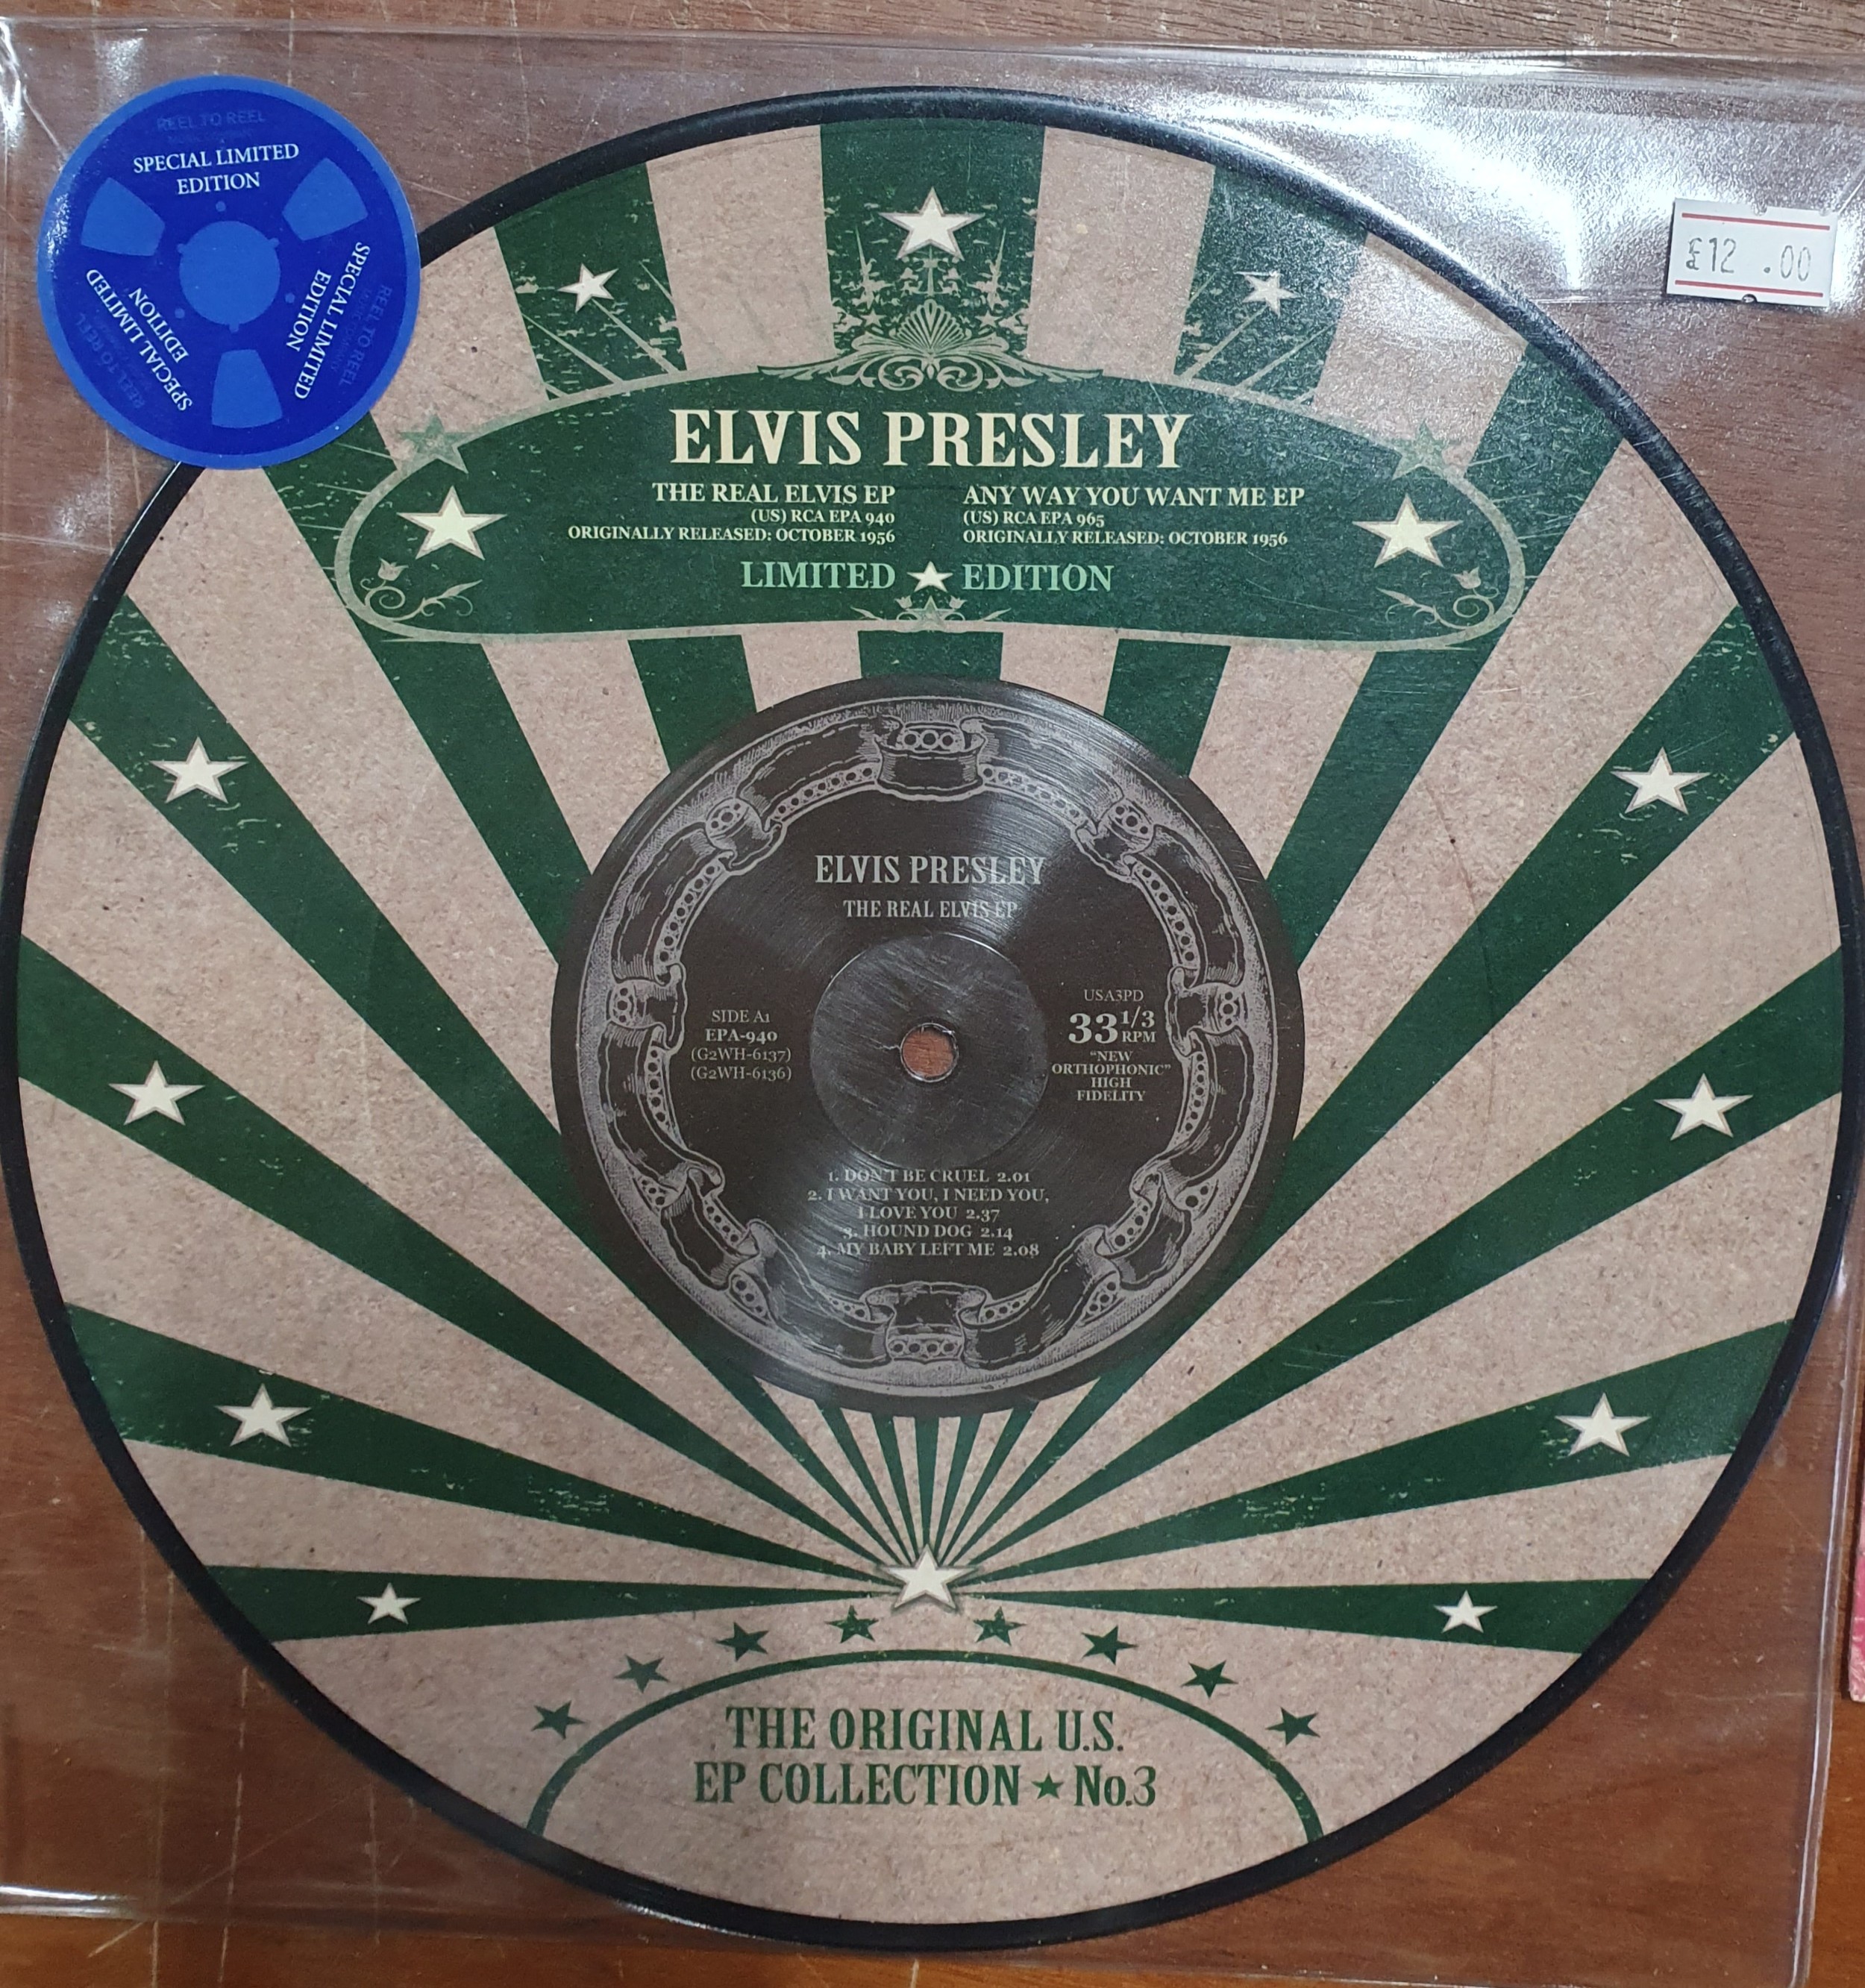 REEL TO REEL
SPECIAL LIMITED
EDITION
SPECIAL LIMITED
EDITION
REEL TO REEL
SPECIAL LIMITED
EDITION
REEL TO REEL
£12 .00
ELVIS PRESLEY
THE REAL ELVIS EP
(US) RCA EPA 940
ORIGINALLY RELEASED: OCTOBER 1956
ANY WAY YOU WANT ME EP
(US) RCA EPA 965
ORIGINALLY RELEASED: OCTOBER 1956
LIMITED ★ EDITION
ELVIS PRESLEY
THE REAL ELVIS EP
SIDE A1
EPA-940
(G2WH-6137)
(G2WH-6136)
USA3PD
33 1/3
RPM
"NEW
ORTHOPHONIC"
HIGH
FIDELITY
1. DON'T BE CRUEL 2.01
2. I WANT YOU, I NEED YOU,
I LOVE YOU 2.37
3. HOUND DOG 2.14
4. MY BABY LEFT ME 2.08
THE ORIGINAL U.S.
EP COLLECTION ★ No.3